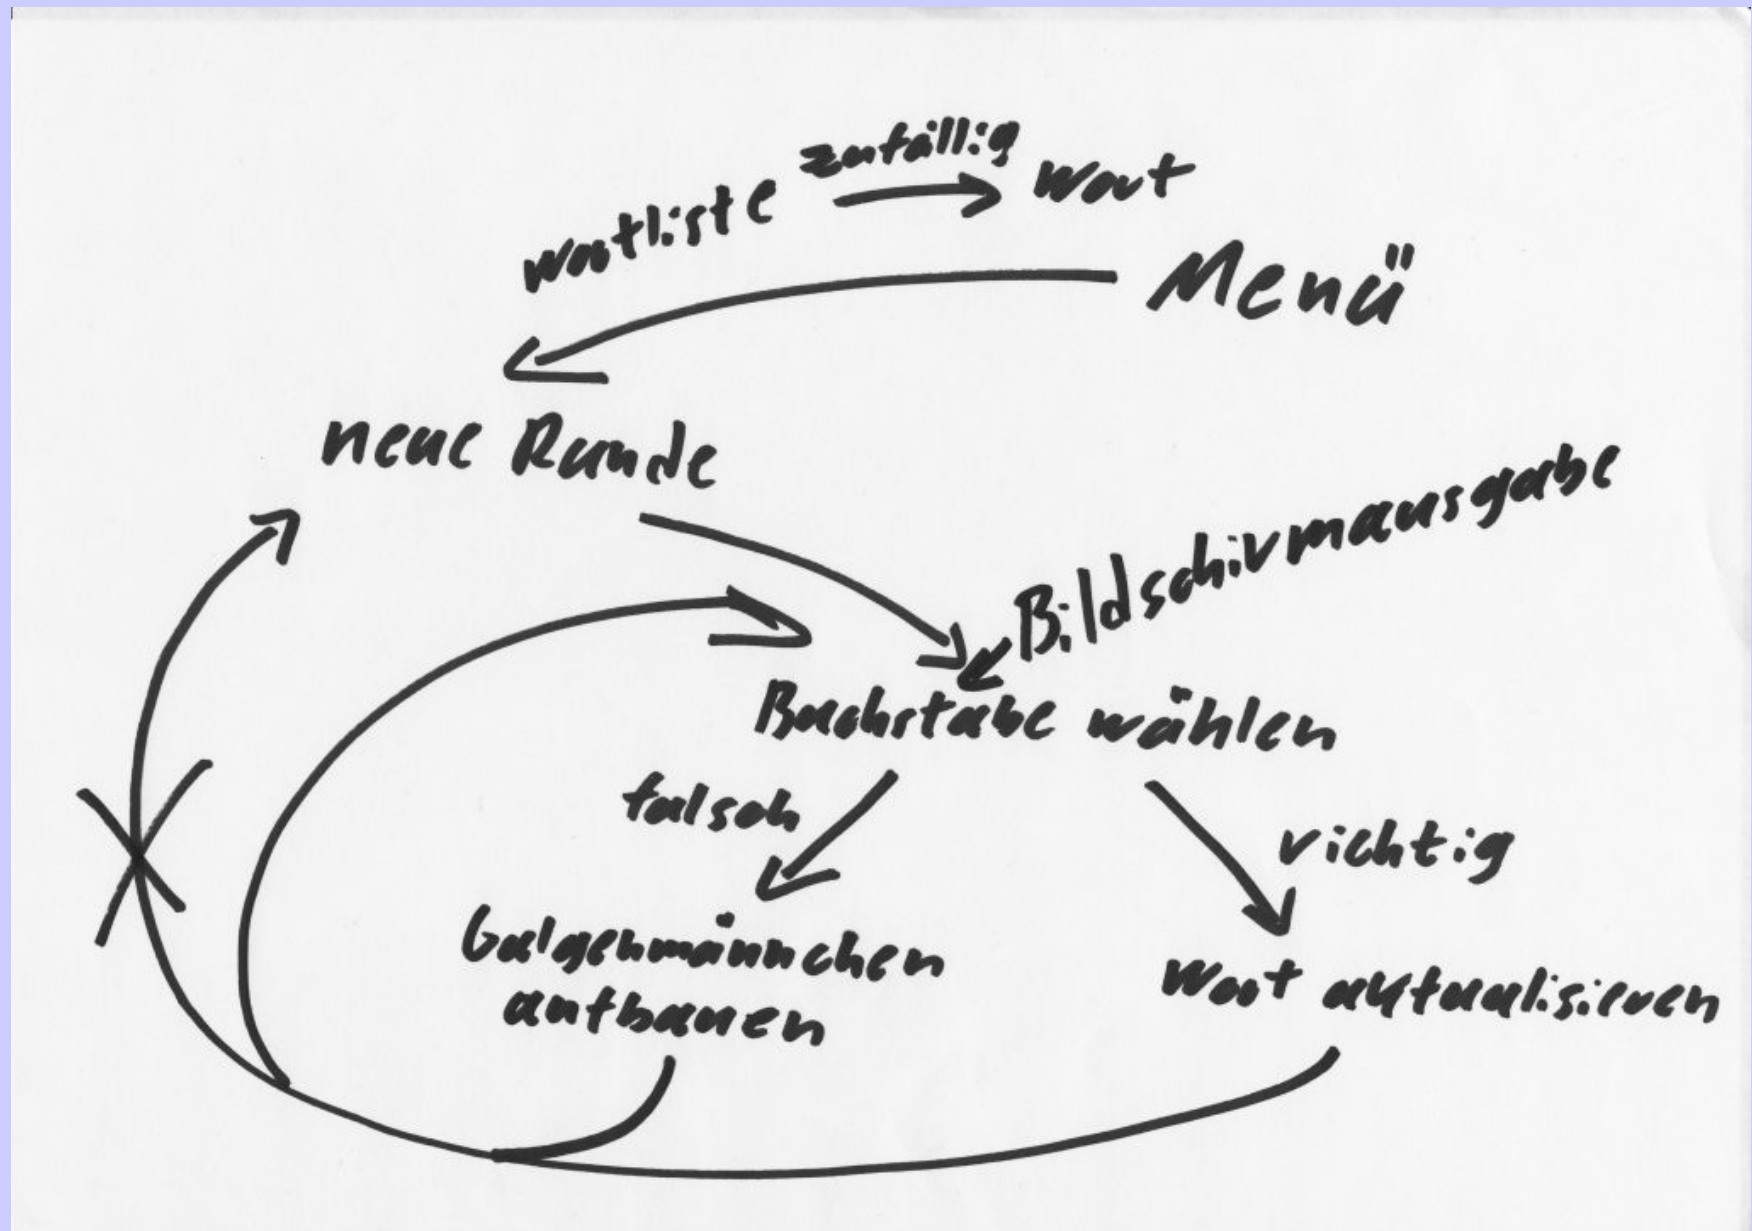 zufällig
Wortliste → Wort
Menü
neue Runde
Bildschirmausgabe
Buchstabe wählen
falsch
richtig
Galgenmännchen
aufbauen
Wort aktualisieren